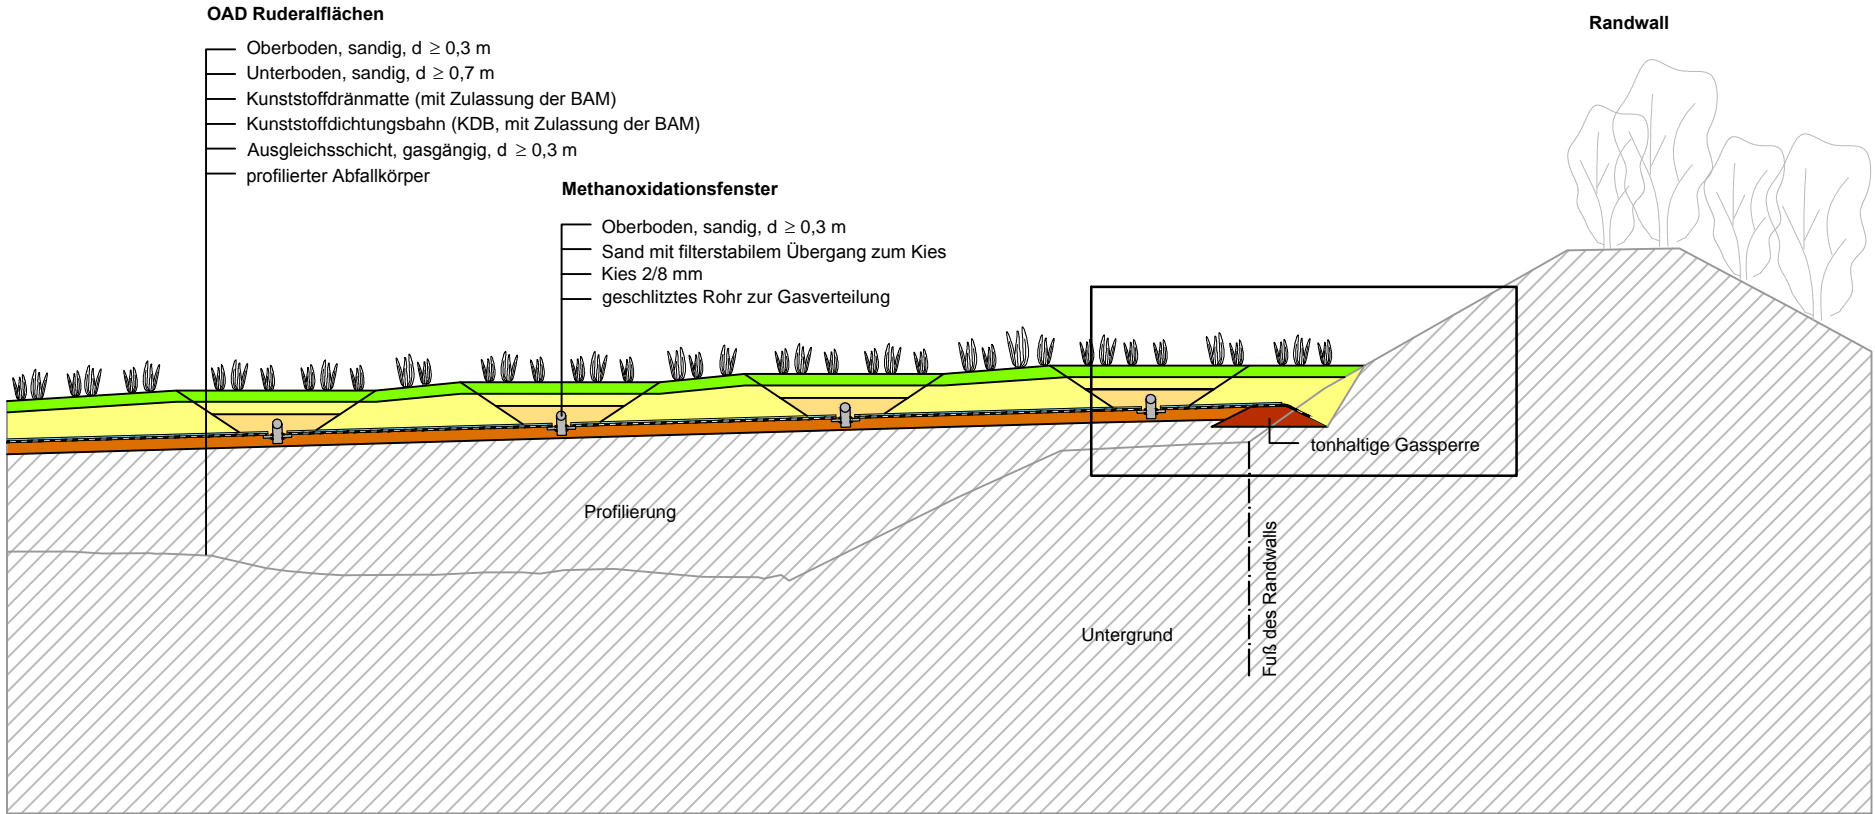 OAD Ruderalflächen
Oberboden, sandig, d ≥ 0,3 m
Unterboden, sandig, d ≥ 0,7 m
Kunststoffdränmatte (mit Zulassung der BAM)
Kunststoffdichtungsbahn (KDB, mit Zulassung der BAM)
Ausgleichsschicht, gasgängig, d ≥ 0,3 m
profilierter Abfallkörper
Methanoxidationsfenster
Oberboden, sandig, d ≥ 0,3 m
Sand mit filterstabilem Übergang zum Kies
Kies 2/8 mm
geschlitztes Rohr zur Gasverteilung
Randwall
tonhaltige Gassperre
Profilierung
Fuß des Randwalls
Untergrund